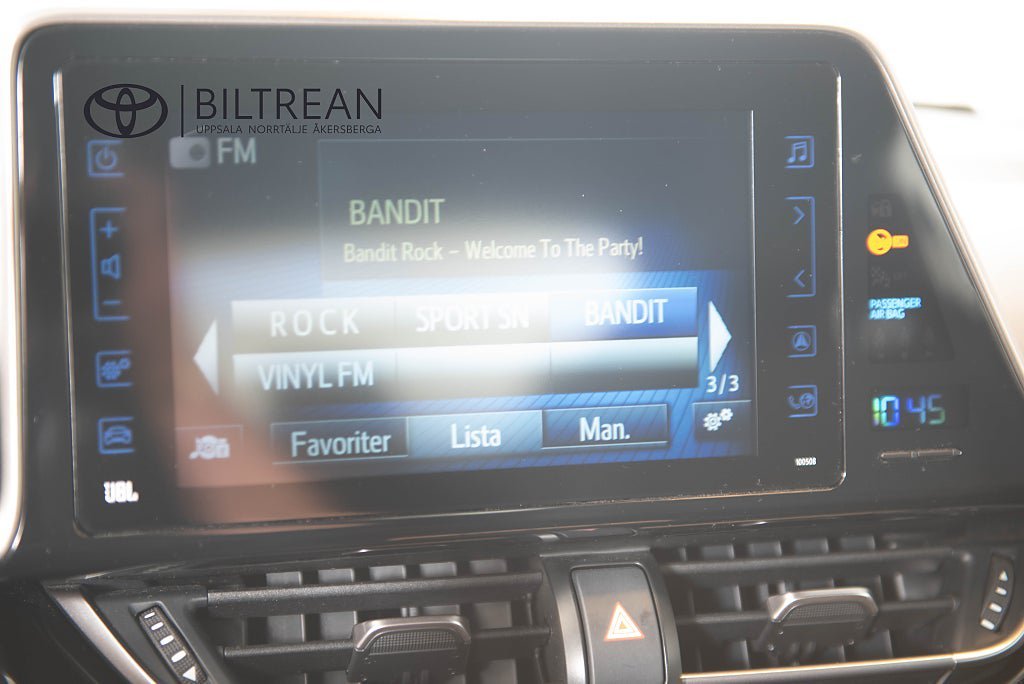 BILTREAN
UPPSALA NORRTÄLJE ÅKERSBERGA
FM
BANDIT
Bandit Rock – Welcome To The Party!
ROCK SPORT SN BANDIT
VINYL FM
3/3
Favoriter Lista Man.
100508
JBL
PASSENGER
AIR BAG
10:45